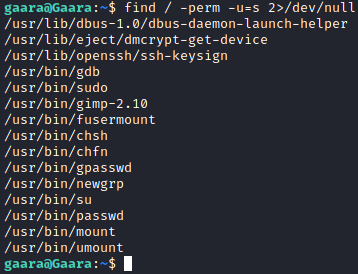 gaara@Gaara:~$ find / -perm -u=s 2>/dev/null
/usr/lib/dbus-1.0/dbus-daemon-launch-helper
/usr/lib/eject/dmcrypt-get-device
/usr/lib/openssh/ssh-keysign
/usr/bin/gdb
/usr/bin/sudo
/usr/bin/gimp-2.10
/usr/bin/fusermount
/usr/bin/chsh
/usr/bin/chfn
/usr/bin/gpasswd
/usr/bin/newgrp
/usr/bin/su
/usr/bin/passwd
/usr/bin/mount
/usr/bin/umount
gaara@Gaara:~$